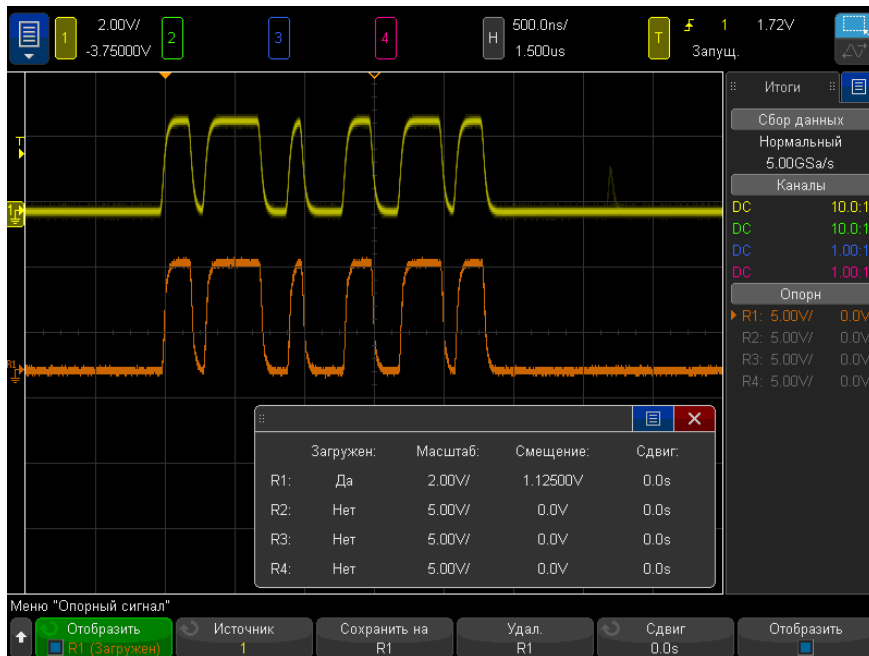 1 2.00V/ 2 3 4 H 500.0ns/ T 1 1.72V
-3.75000V 1.500us Запущ.
Итоги
Сбор данных
Нормальный
5.00GSa/s
Каналы
DC 10.0:1
DC 10.0:1
DC 1.00:1
DC 1.00:1
Опорн
R1: 5.00V/ 0.0V
R2: 5.00V/ 0.0V
R3: 5.00V/ 0.0V
R4: 5.00V/ 0.0V
T
1
R1
Загружен: Масштаб: Смещение: Сдвиг:
R1: Да 2.00V/ 1.12500V 0.0s
R2: Нет 5.00V/ 0.0V 0.0s
R3: Нет 5.00V/ 0.0V 0.0s
R4: Нет 5.00V/ 0.0V 0.0s
Меню "Опорный сигнал"
Отобразить Источник Сохранить на Удал. Сдвиг Отобразить
R1 (Загружен) 1 R1 R1 0.0s